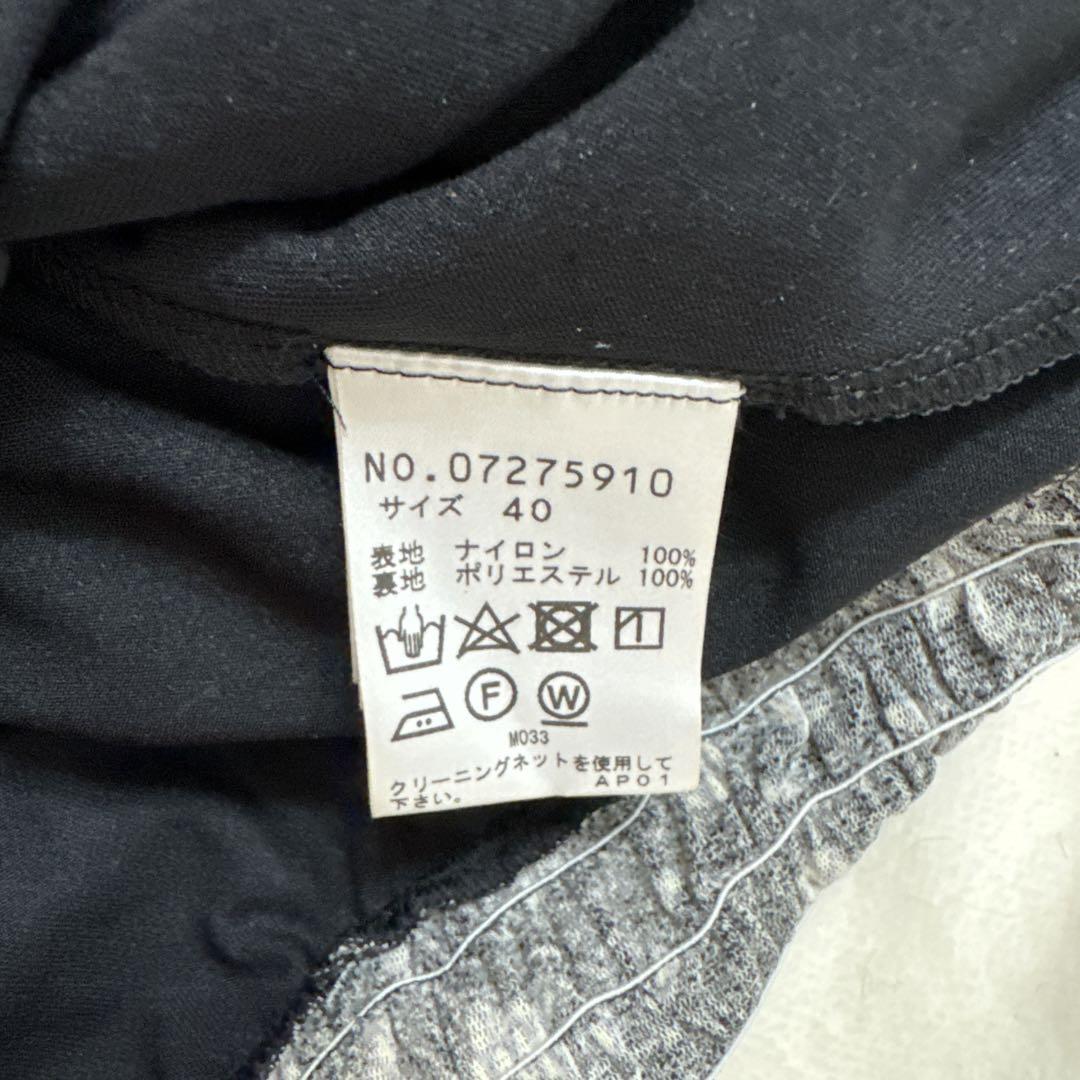 NO.07275910
サイズ 40
表地 ナイロン 100%
裏地 ポリエステル 100%
F W
M033
クリーニングネットを使用して
下さい。 AP01